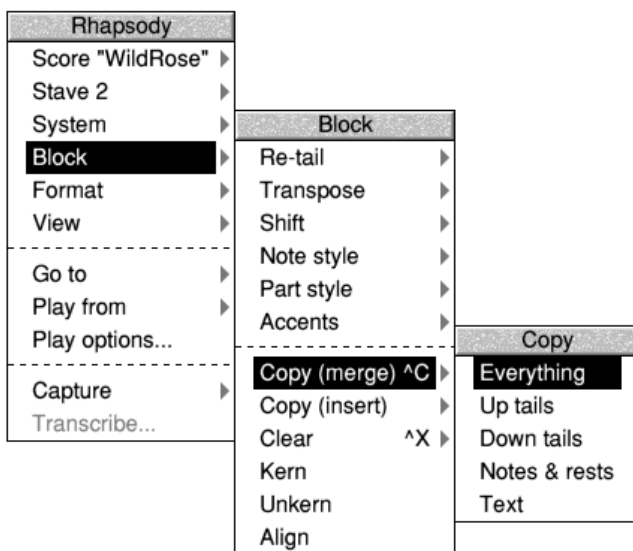 Rhapsody
Score "WildRose"
Stave 2
System
Block
Format
View
Go to
Play from
Play options...
Capture
Transcribe...
Block
Re-tail
Transpose
Shift
Note style
Part style
Accents
Copy (merge) ^C
Copy (insert)
Clear ^X
Kern
Unkern
Align
Copy
Everything
Up tails
Down tails
Notes & rests
Text